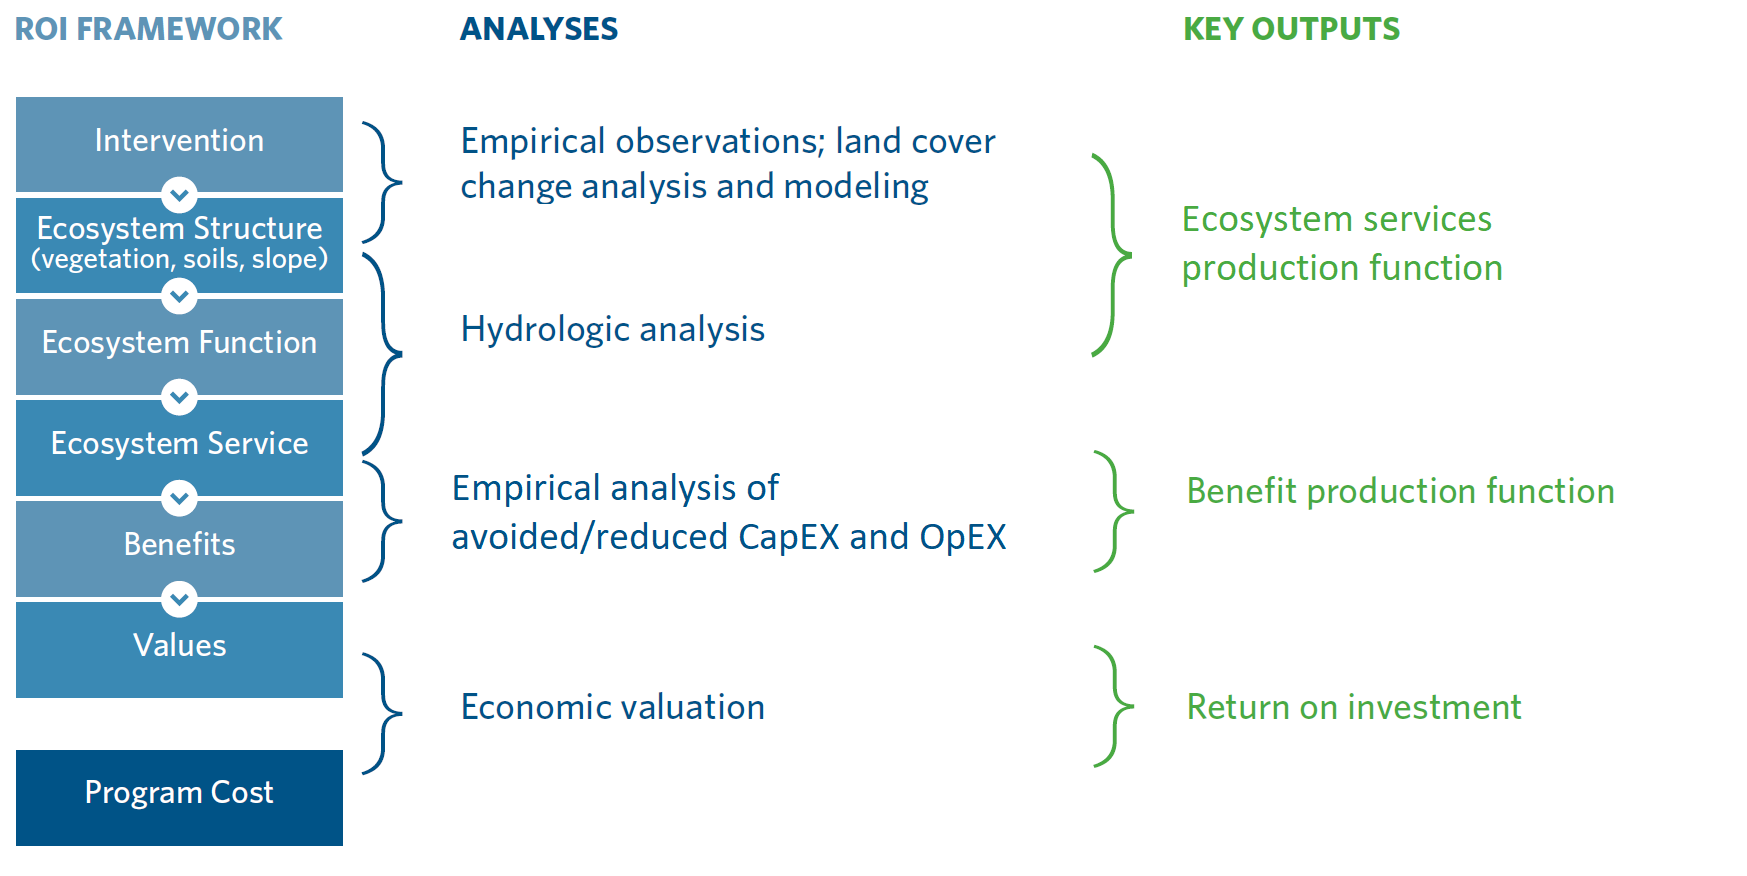 ROI FRAMEWORK
ANALYSES
KEY OUTPUTS
Intervention
Ecosystem Structure
(vegetation, soils, slope)
Ecosystem Function
Ecosystem Service
Benefits
Values
Program Cost
Empirical observations; land cover
change analysis and modeling
Hydrologic analysis
Empirical analysis of
avoided/reduced CapEX and OpEX
Economic valuation
Ecosystem services
production function
Benefit production function
Return on investment